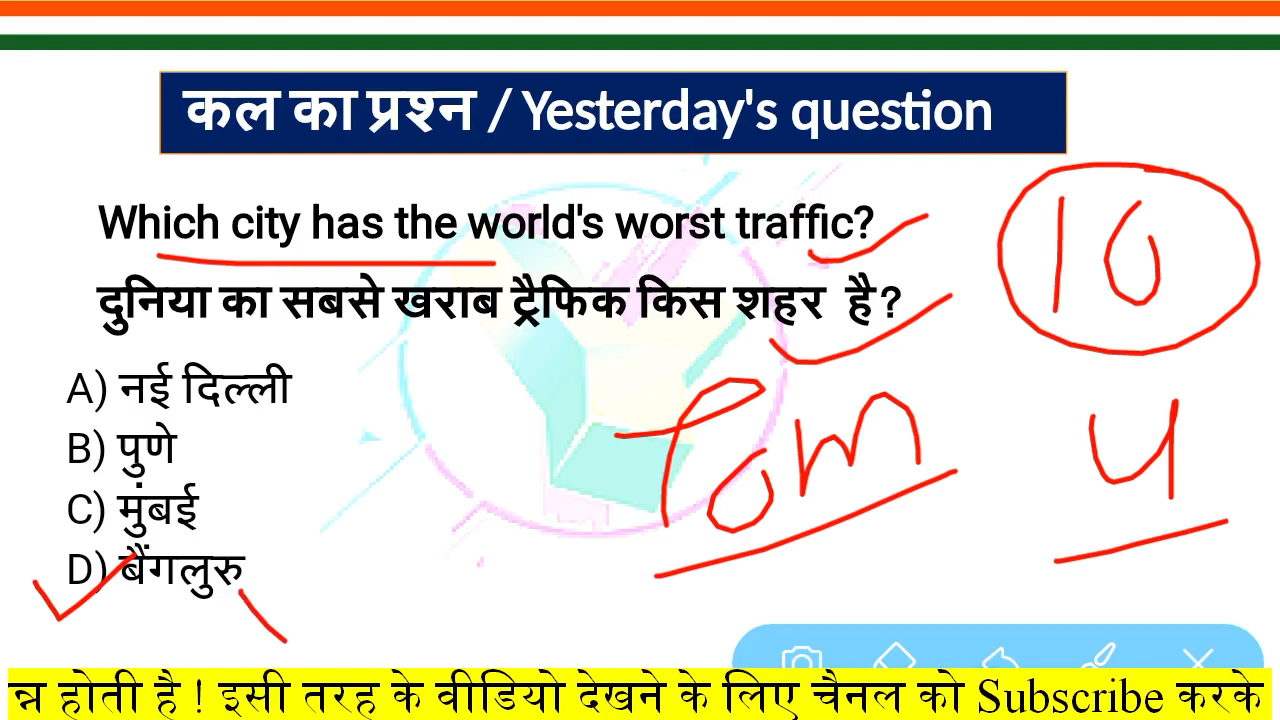 कल का प्रश्न / Yesterday's question
Which city has the world's worst traffic?
दुनिया का सबसे खराब ट्रैफिक किस शहर है?
10
A) नई दिल्ली
B) पुणे
C) मुंबई
D) बैंगलुरु
Tom 4
न्न होती है ! इसी तरह के वीडियो देखने के लिए चैनल को Subscribe करके